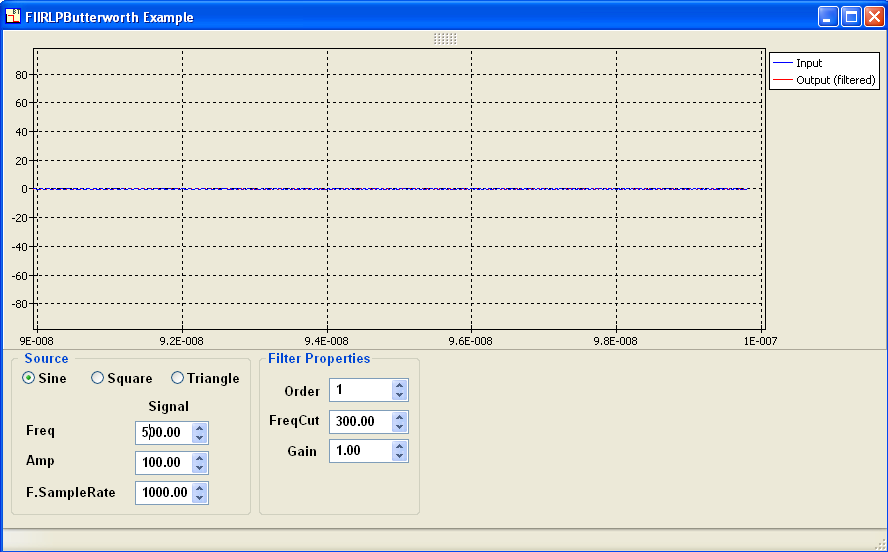 FIIRLPButterworth Example
Input
Output (filtered)
80
60
40
20
0
-20
-40
-60
-80
9E-008 9.2E-008 9.4E-008 9.6E-008 9.8E-008 1E-007
Source
Sine Square Triangle
Signal
Freq 500.00
Amp 100.00
F.SampleRate 1000.00
Filter Properties
Order 1
FreqCut 300.00
Gain 1.00